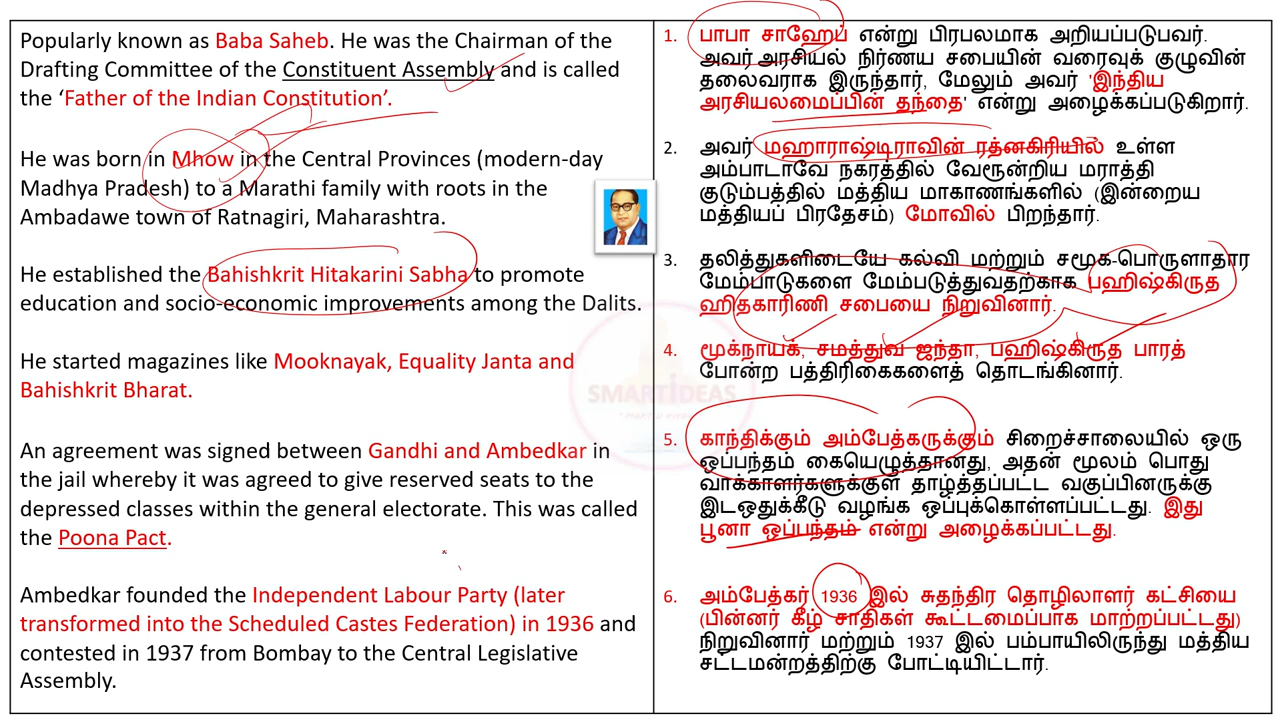 Popularly known as Baba Saheb. He was the Chairman of the
Drafting Committee of the Constituent Assembly and is called
the ‘Father of the Indian Constitution’.
He was born in Mhow in the Central Provinces (modern-day
Madhya Pradesh) to a Marathi family with roots in the
Ambadawe town of Ratnagiri, Maharashtra.
He established the Bahishkrit Hitakarini Sabha to promote
education and socio-economic improvements among the Dalits.
He started magazines like Mooknayak, Equality Janta and
Bahishkrit Bharat.
An agreement was signed between Gandhi and Ambedkar in
the jail whereby it was agreed to give reserved seats to the
depressed classes within the general electorate. This was called
the Poona Pact.
Ambedkar founded the Independent Labour Party (later
transformed into the Scheduled Castes Federation) in 1936 and
contested in 1937 from Bombay to the Central Legislative
Assembly.
1. பாபா சாஹேப் என்று பிரபலமாக அறியப்படுபவர்.
அவர் அரசியல் நிர்ணய சபையின் வரைவுக் குழுவின்
தலைவராக இருந்தார், மேலும் அவர் 'இந்திய
அரசியலமைப்பின் தந்தை' என்று அழைக்கப்படுகிறார்.
2. அவர் மஹாராஷ்டிராவின் ரத்னகிரியில் உள்ள
அம்பாடாவே நகரத்தில் வேரூன்றிய மராத்தி
குடும்பத்தில் மத்திய மாகாணங்களில் (இன்றைய
மத்தியப் பிரதேசம்) மோவில் பிறந்தார்.
3. தலித்துகளிடையே கல்வி மற்றும் சமூக-பொருளாதார
மேம்பாடுகளை மேம்படுத்துவதற்காக பஹிஷ்கிருத
ஹிதகாரிணி சபையை நிறுவினார்.
4. மூக்நாயக், சமத்துவ ஜந்தா, பஹிஷ்கிருத பாரத்
போன்ற பத்திரிகைகளைத் தொடங்கினார்.
5. காந்திக்கும் அம்பேத்கருக்கும் சிறைச்சாலையில் ஒரு
ஒப்பந்தம் கையெழுத்தானது, அதன் மூலம் பொது
வாக்காளர்களுக்குள் தாழ்த்தப்பட்ட வகுப்பினருக்கு
இடஒதுக்கீடு வழங்க ஒப்புக்கொள்ளப்பட்டது. இது
பூனா ஒப்பந்தம் என்று அழைக்கப்பட்டது.
6. அம்பேத்கர் 1936 இல் சுதந்திர தொழிலாளர் கட்சியை
(பின்னர் கீழ் சாதிகள் கூட்டமைப்பாக மாற்றப்பட்டது)
நிறுவினார் மற்றும் 1937 இல் பம்பாயிலிருந்து மத்திய
சட்டமன்றத்திற்கு போட்டியிட்டார்.
SMARTIDEAS